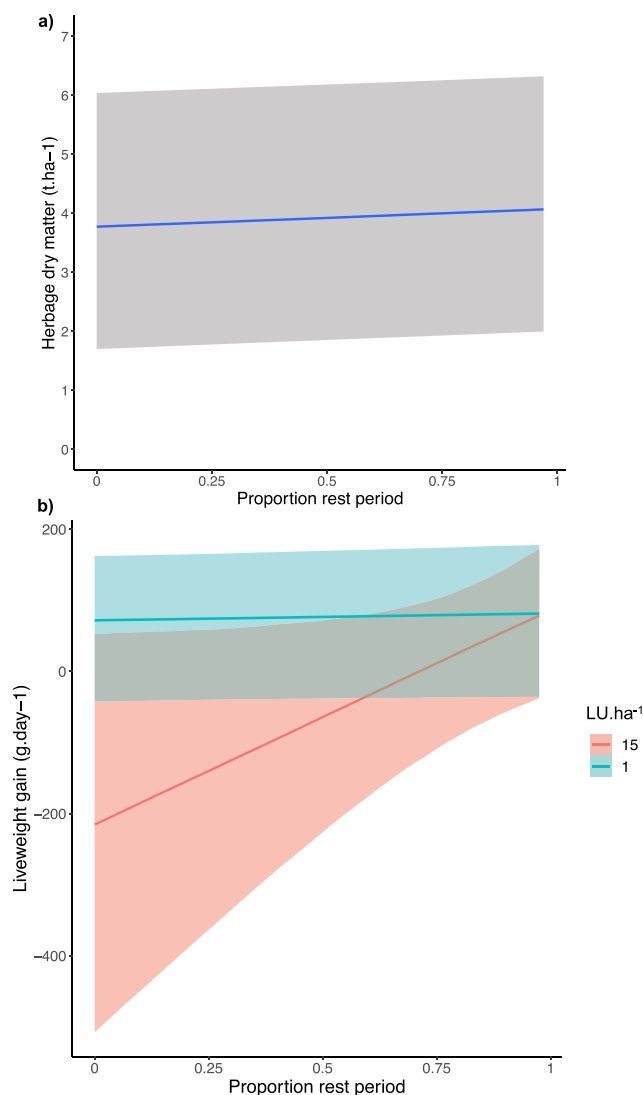 a)
7
6
5
4
3
2
1
0
Herbage dry matter (t.ha−1)
0 0.25 0.5 0.75 1
Proportion rest period
b)
200
0
−200
−400
Liveweight gain (g.day−1)
0 0.25 0.5 0.75 1
Proportion rest period
LU.ha⁻¹
15
1